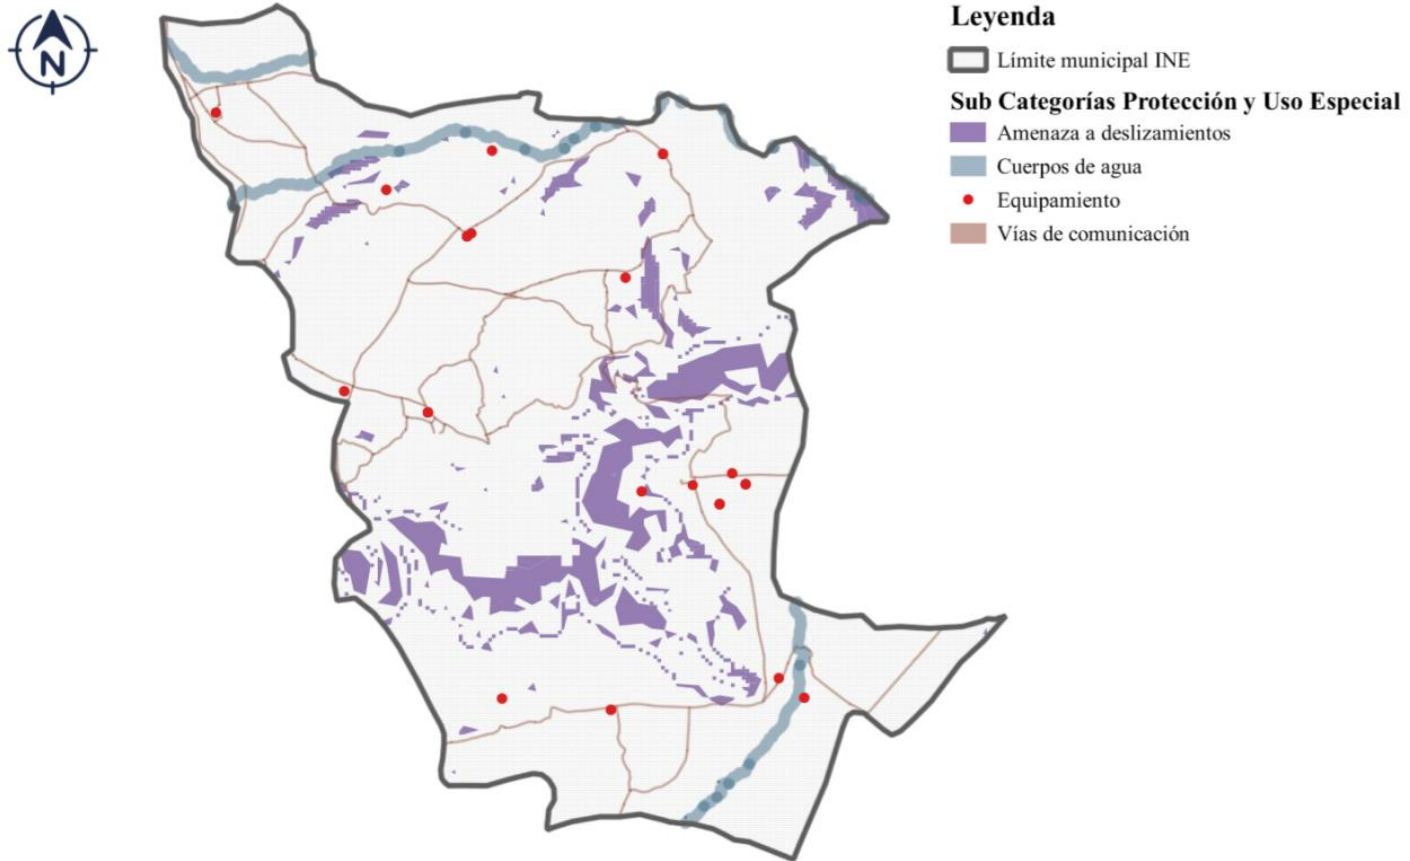 N
Leyenda
Límite municipal INE
Sub Categorías Protección y Uso Especial
Amenaza a deslizamientos
Cuerpos de agua
Equipamiento
Vías de comunicación